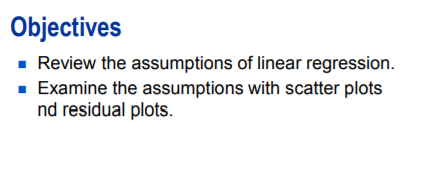 Objectives
Review the assumptions of linear regression.
Examine the assumptions with scatter plots
nd residual plots.